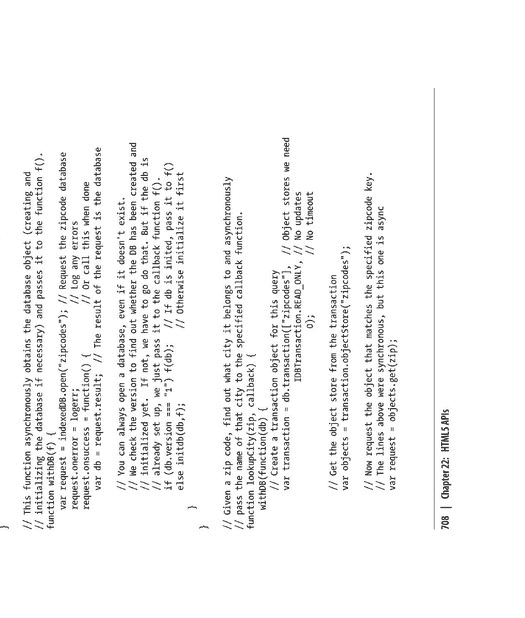 }
// This function asynchronously obtains the database object (creating and
// initializing the database if necessary) and passes it to the function f().
function withDB(f) {
var request = indexedDB.open("zipcodes"); // Request the zipcode database
request.onerror = logerr; // Log any errors
request.onsuccess = function() { // Or call this when done
var db = request.result; // The result of the request is the database
// You can always open a database, even if it doesn't exist.
// We check the version to find out whether the DB has been created and
// initialized yet. If not, we have to go do that. But if the db is
// already set up, we just pass it to the callback function f().
if (db.version === "1") f(db); // If db is inited, pass it to f()
else initdb(db,f); // Otherwise initialize it first
}
}
// Given a zip code, find out what city it belongs to and asynchronously
// pass the name of that city to the specified callback function.
function lookupCity(zip, callback) {
withDB(function(db) {
// Create a transaction object for this query
var transaction = db.transaction(["zipcodes"], // Object stores we need
IDBTransaction.READ_ONLY, // No updates
0); // No timeout
// Get the object store from the transaction
var objects = transaction.objectStore("zipcodes");
// Now request the object that matches the specified zipcode key.
// The lines above were synchronous, but this one is async
var request = objects.get(zip);
708 | Chapter 22: HTML5 APIs